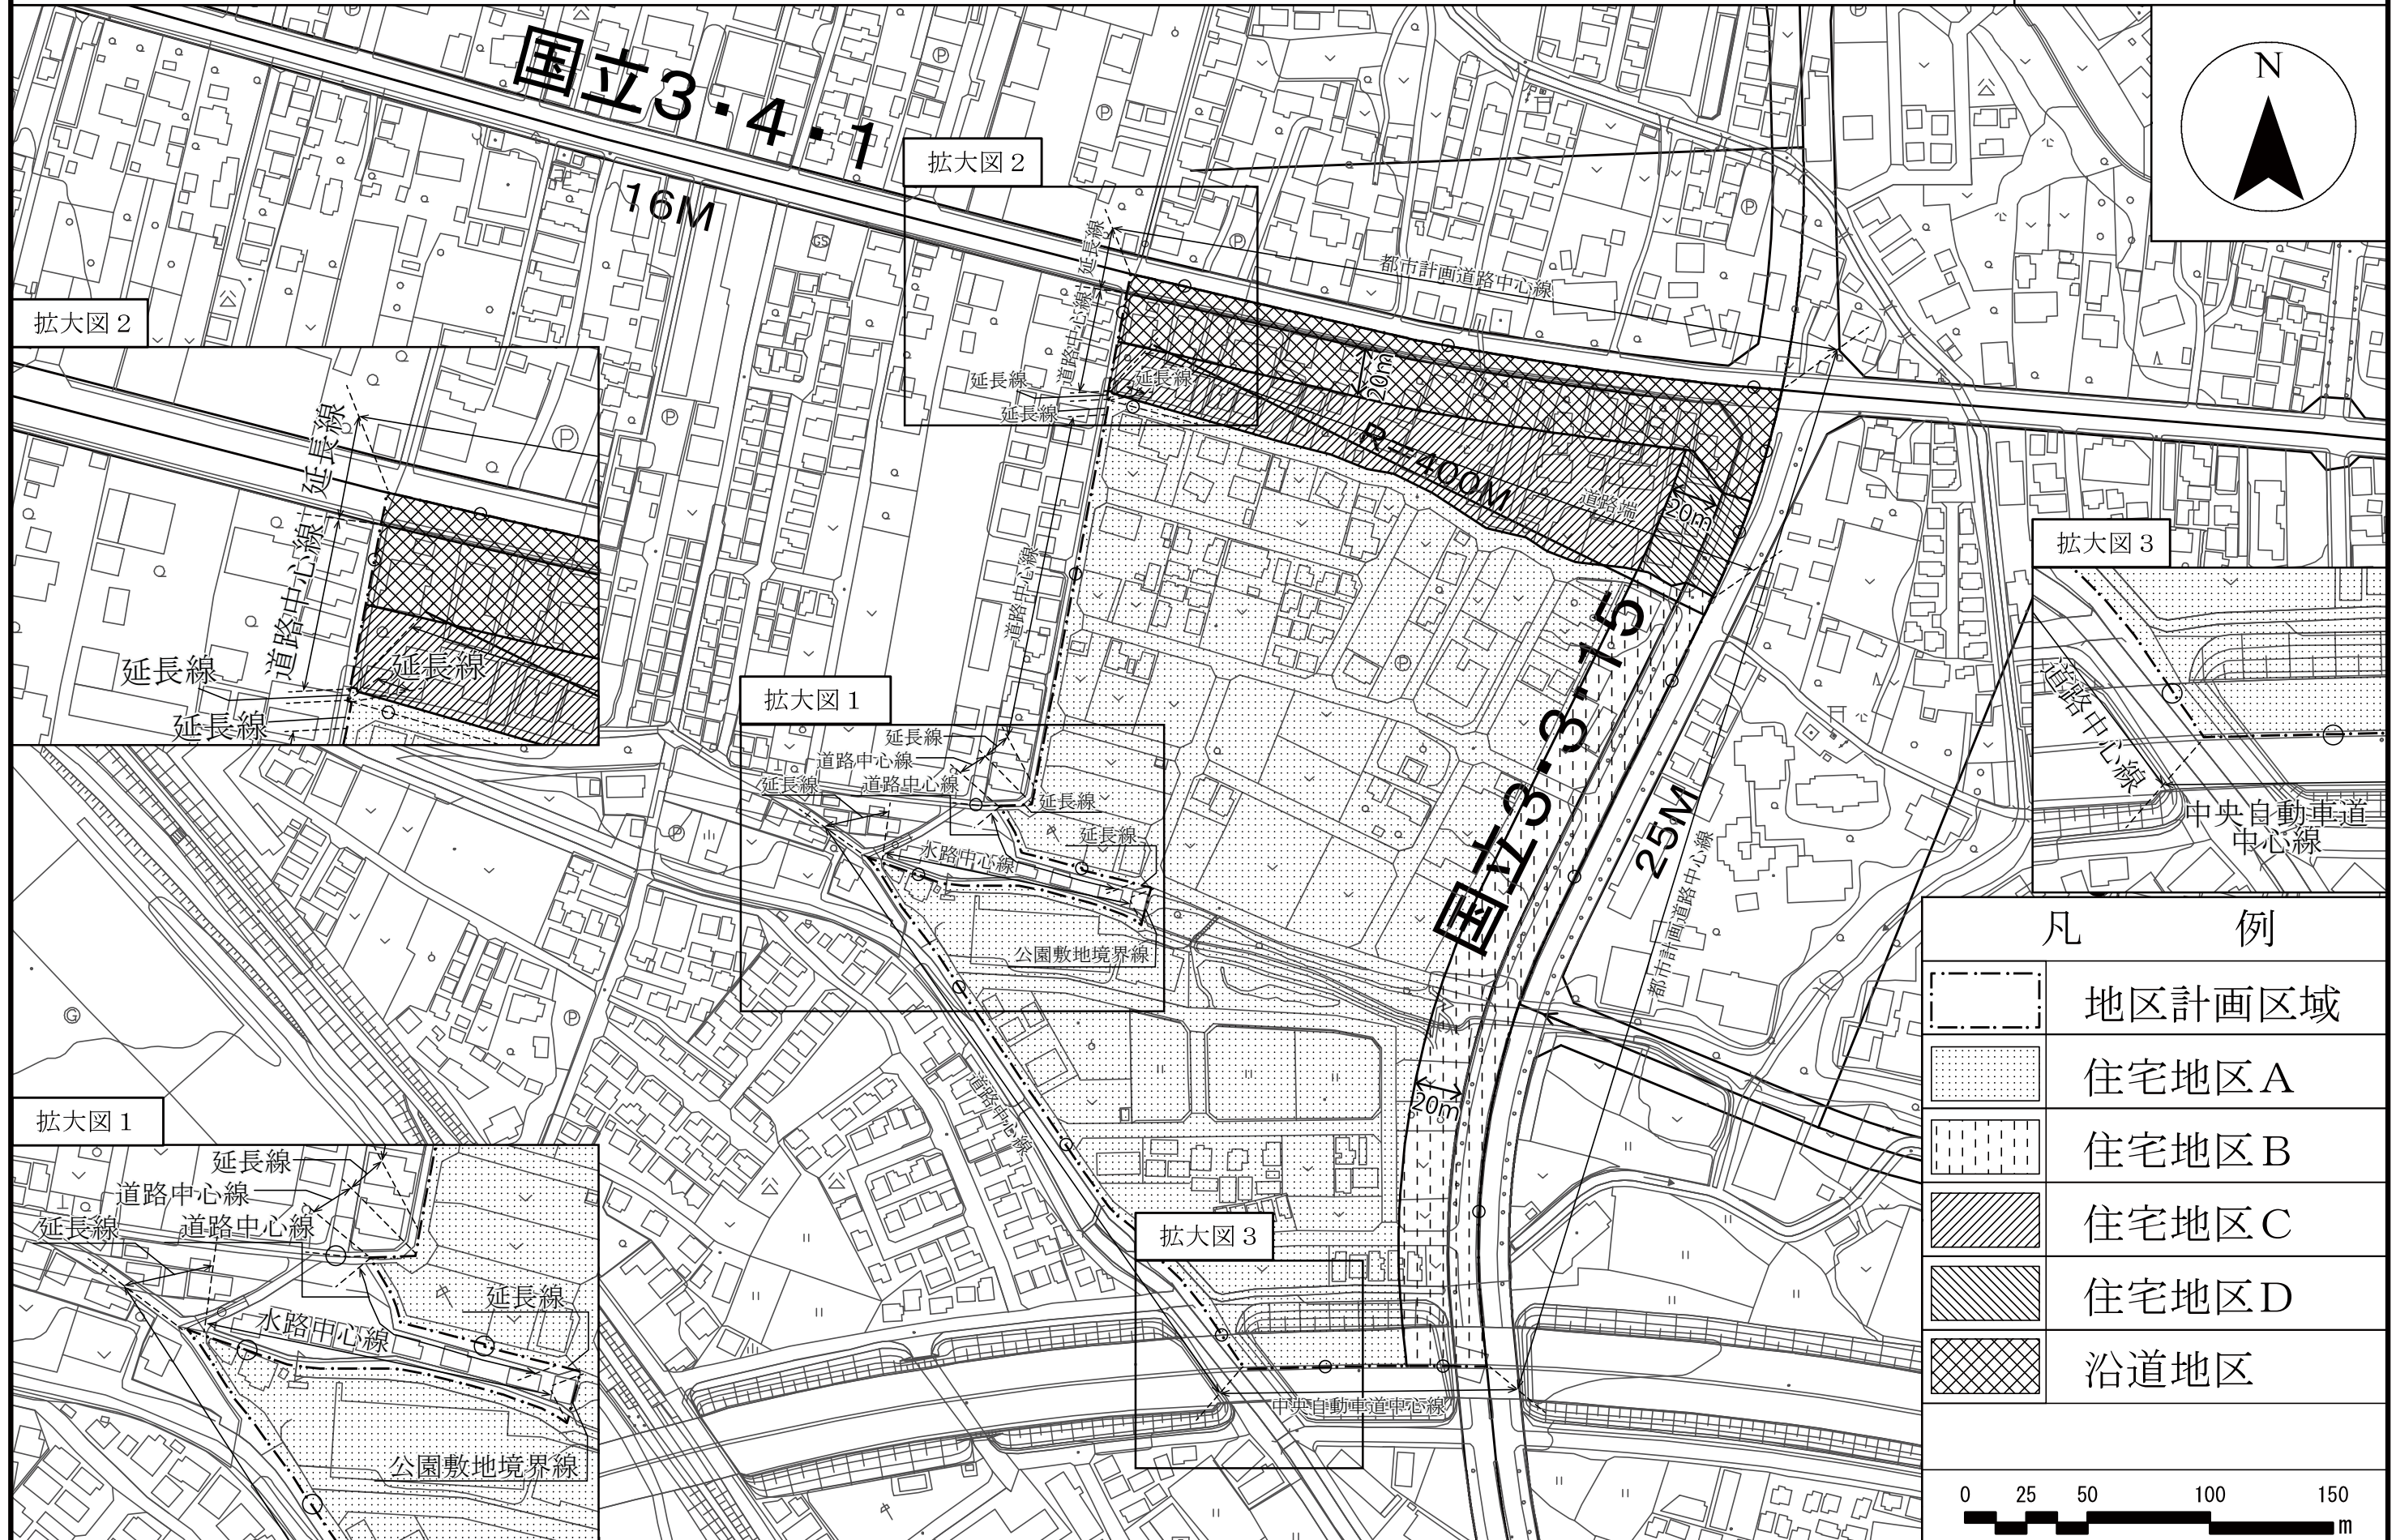 国立3・4・1
16M
拡大図2
N
延長線
道路中心線
都市計画道路中心線
延長線
延長線
延長線
20m
R=400M
道路端
20m
拡大図2
延長線
道路中心線
延長線
延長線
延長線
道路中心線
拡大図3
道路中心線
中央自動車道
中心線
国立3・3・15
25M
都市計画道路中心線
拡大図1
延長線
道路中心線
延長線
道路中心線
延長線
延長線
水路中心線
公園敷地境界線
道路中心線
20m
拡大図1
延長線
道路中心線
延長線
道路中心線
延長線
水路中心線
公園敷地境界線
拡大図3
中央自動車道中心線
凡 例
地区計画区域
住宅地区A
住宅地区B
住宅地区C
住宅地区D
沿道地区
0 25 50 100 150
m